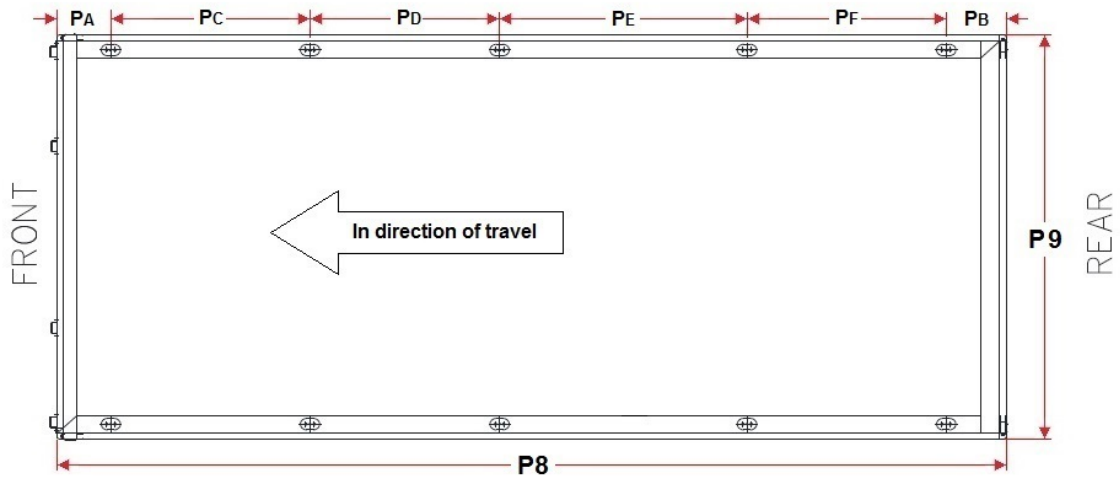 PA PC PD PE PF PB
FRONT
In direction of travel
P9
REAR
P8